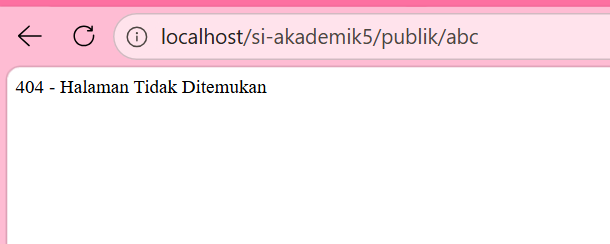 localhost/si-akademik5/publik/abc
404 - Halaman Tidak Ditemukan